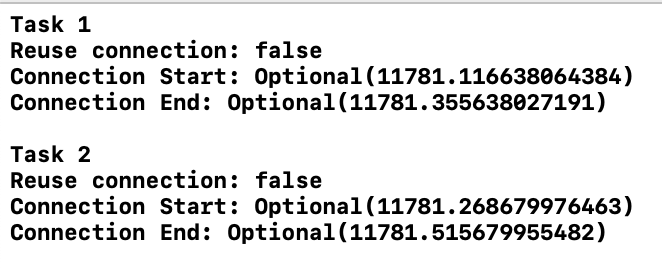 Task 1
Reuse connection: false
Connection Start: Optional(11781.116638064384)
Connection End: Optional(11781.355638027191)
Task 2
Reuse connection: false
Connection Start: Optional(11781.268679976463)
Connection End: Optional(11781.515679955482)